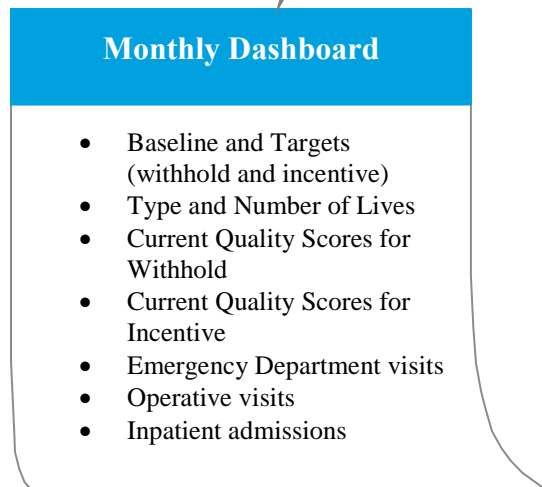 Monthly Dashboard
• Baseline and Targets
(withhold and incentive)
• Type and Number of Lives
• Current Quality Scores for
Withhold
• Current Quality Scores for
Incentive
• Emergency Department visits
• Operative visits
• Inpatient admissions